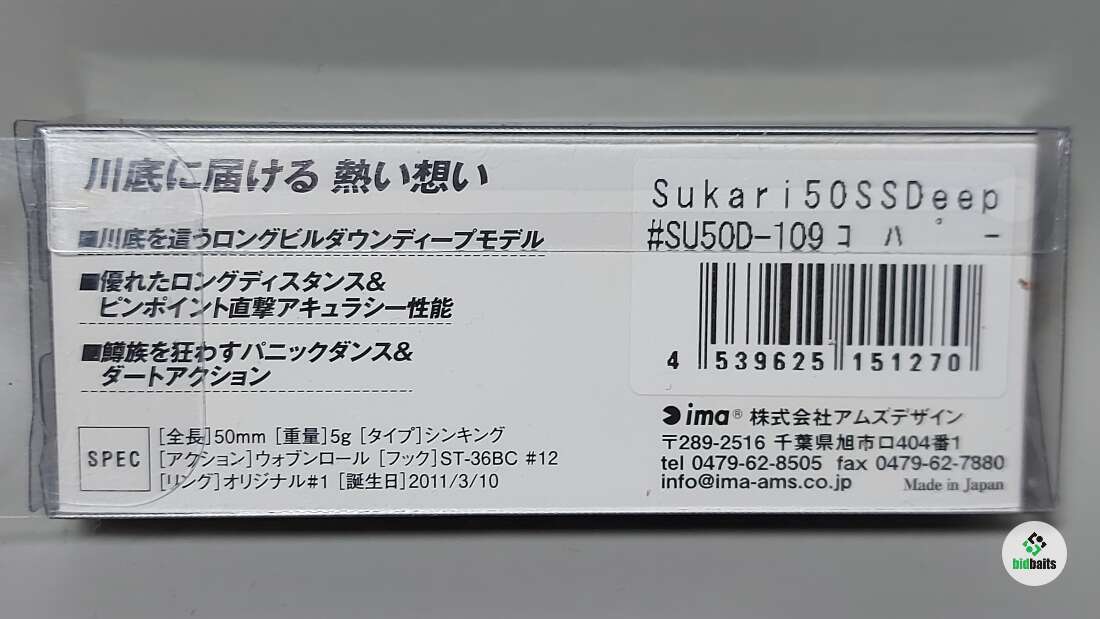 川底に届ける 熱い想い
■川底を這うロングビルダウンディープモデル
■優れたロングディスタンス&
ピンポイント直撃アキュラシー性能
■鱒族を狂わすパニックダンス&
ダートアクション
SPEC
[全長]50mm [重量]5g [タイプ]シンキング
[アクション]ウォブンロール [フック]ST-36BC #12
[リング]オリジナル#1 [誕生日]2011/3/10
Sukari50SSDeep
#SU50D-109コパー
4 539625 151270
ima® 株式会社アムズデザイン
〒289-2516 千葉県旭市ロ404番1
tel 0479-62-8505 fax 0479-62-7880
info@ima-ams.co.jp Made in Japan
bidbaits